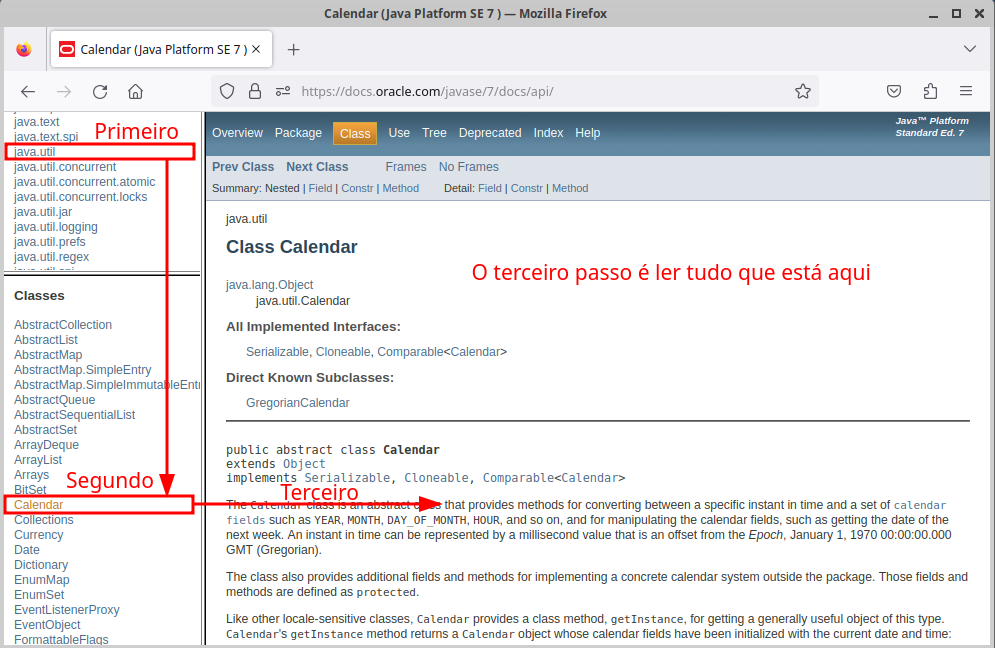 Calendar (Java Platform SE 7 ) — Mozilla Firefox
Calendar (Java Platform SE 7 )
https://docs.oracle.com/javase/7/docs/api/
java.text
java.text.spi
Primeiro
java.util
java.util.concurrent
java.util.concurrent.atomic
java.util.concurrent.locks
java.util.jar
java.util.logging
java.util.prefs
java.util.regex
Classes
AbstractCollection
AbstractList
AbstractMap
AbstractMap.SimpleEntry
AbstractMap.SimpleImmutableEntr
AbstractQueue
AbstractSequentialList
AbstractSet
ArrayDeque
ArrayList
Arrays
Segundo
BitSet
Calendar
Collections
Currency
Date
Dictionary
EnumMap
EnumSet
EventListenerProxy
EventObject
FormattableFlags
Overview Package Class Use Tree Deprecated Index Help
Java™ Platform
Standard Ed. 7
Prev Class Next Class Frames No Frames
Summary: Nested | Field | Constr | Method Detail: Field | Constr | Method
java.util
Class Calendar
O terceiro passo é ler tudo que está aqui
java.lang.Object
java.util.Calendar
All Implemented Interfaces:
Serializable, Cloneable, Comparable<Calendar>
Direct Known Subclasses:
GregorianCalendar
public abstract class Calendar
extends Object
implements Serializable, Cloneable, Comparable<Calendar>
Terceiro
The Calendar class is an abstract class that provides methods for converting between a specific instant in time and a set of calendar
fields such as YEAR, MONTH, DAY_OF_MONTH, HOUR, and so on, and for manipulating the calendar fields, such as getting the date of the
next week. An instant in time can be represented by a millisecond value that is an offset from the Epoch, January 1, 1970 00:00:00.000
GMT (Gregorian).
The class also provides additional fields and methods for implementing a concrete calendar system outside the package. Those fields and
methods are defined as protected.
Like other locale-sensitive classes, Calendar provides a class method, getInstance, for getting a generally useful object of this type.
Calendar's getInstance method returns a Calendar object whose calendar fields have been initialized with the current date and time: